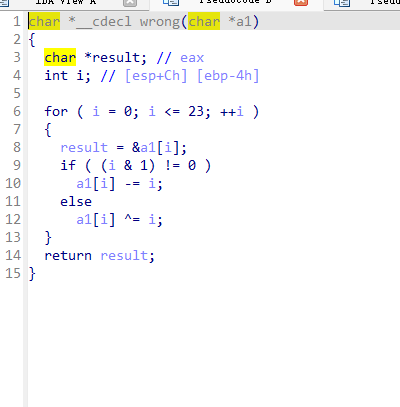 IDA View A
Pseudocode B
Pseudo
1 char *__cdecl wrong(char *a1)
2 {
3 char *result; // eax
4 int i; // [esp+Ch] [ebp-4h]
5
6 for ( i = 0; i <= 23; ++i )
7 {
8 result = &a1[i];
9 if ( (i & 1) != 0 )
10 a1[i] -= i;
11 else
12 a1[i] ^= i;
13 }
14 return result;
15 }